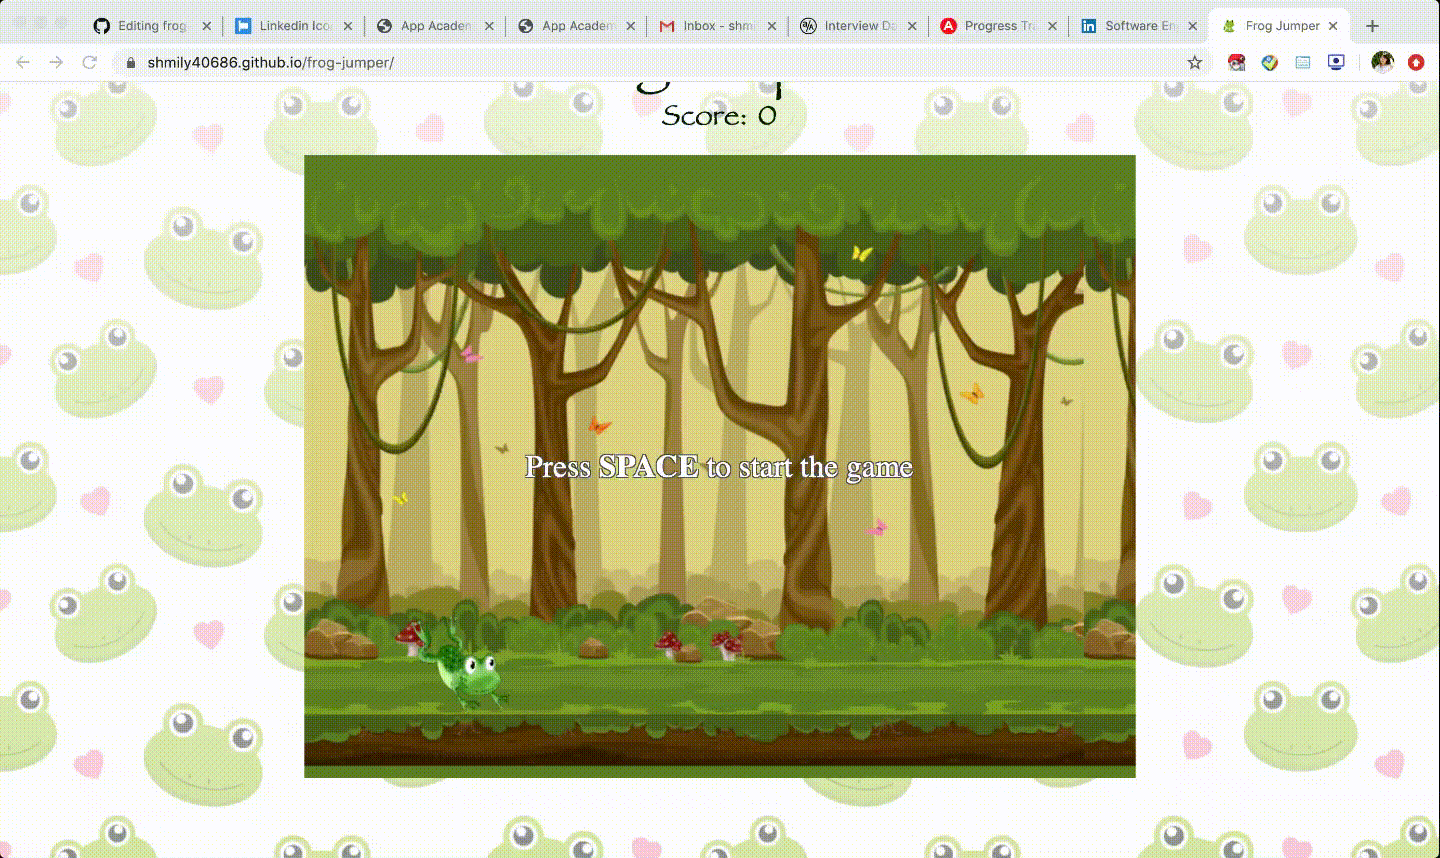 Editing frog
Linkedin Ico
App Academ
App Academ
Inbox - shmi
Interview Da
Progress Tra
Software En
Frog Jumper
shmily40686.github.io/frog-jumper/
Score: 0
Press SPACE to start the game